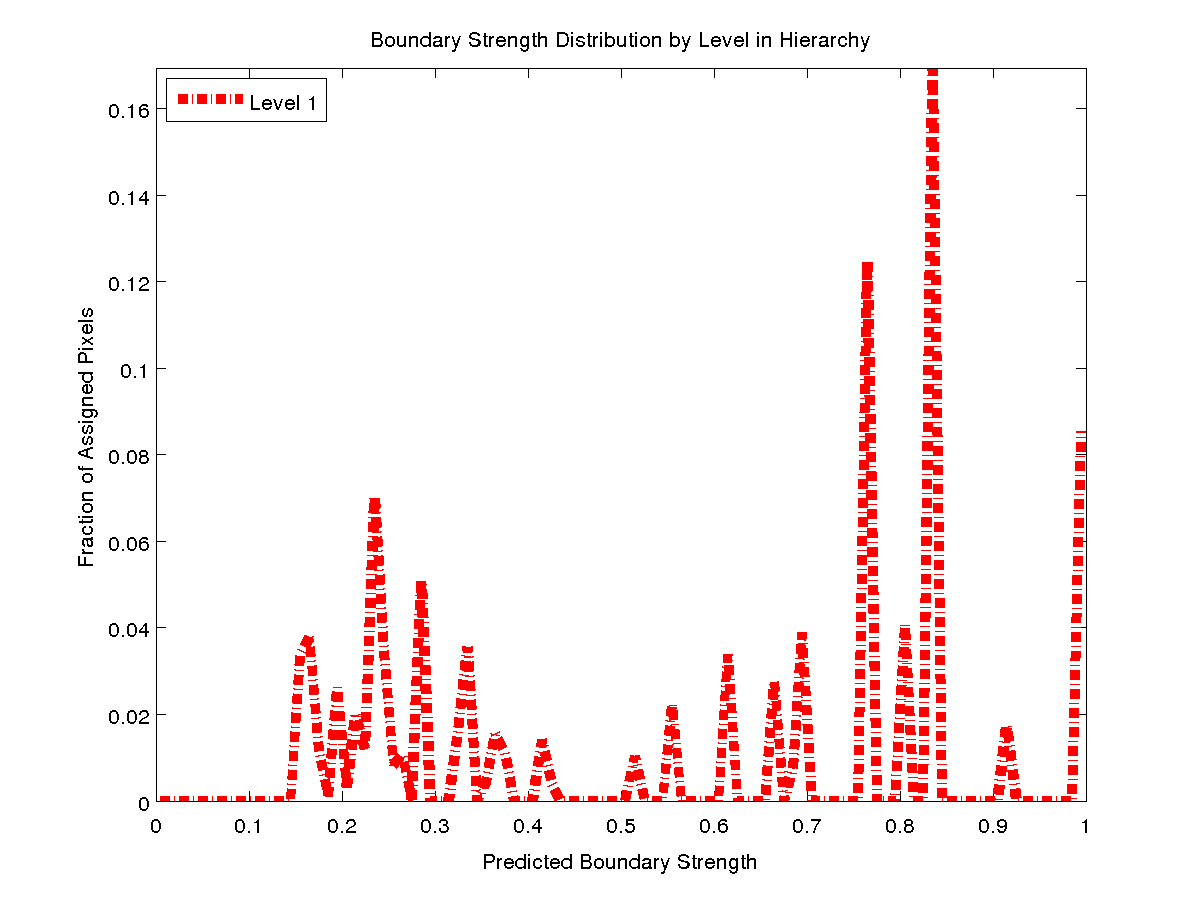 Boundary Strength Distribution by Level in Hierarchy
Level 1
0.16
0.14
0.12
0.1
0.08
0.06
0.04
0.02
0
Fraction of Assigned Pixels
0 0.1 0.2 0.3 0.4 0.5 0.6 0.7 0.8 0.9 1
Predicted Boundary Strength